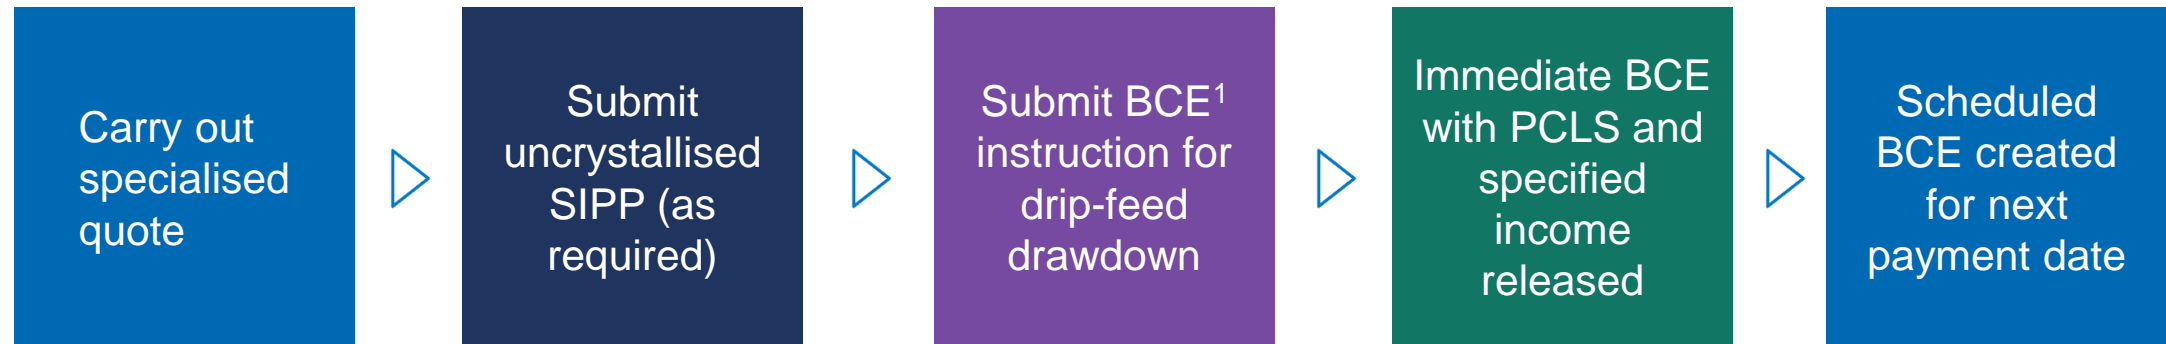 Carry out
specialised
quote
Submit
uncrystallised
SIPP (as
required)
Submit BCE¹
instruction for
drip-feed
drawdown
Immediate BCE
with PCLS and
specified
income
released
Scheduled
BCE created
for next
payment date